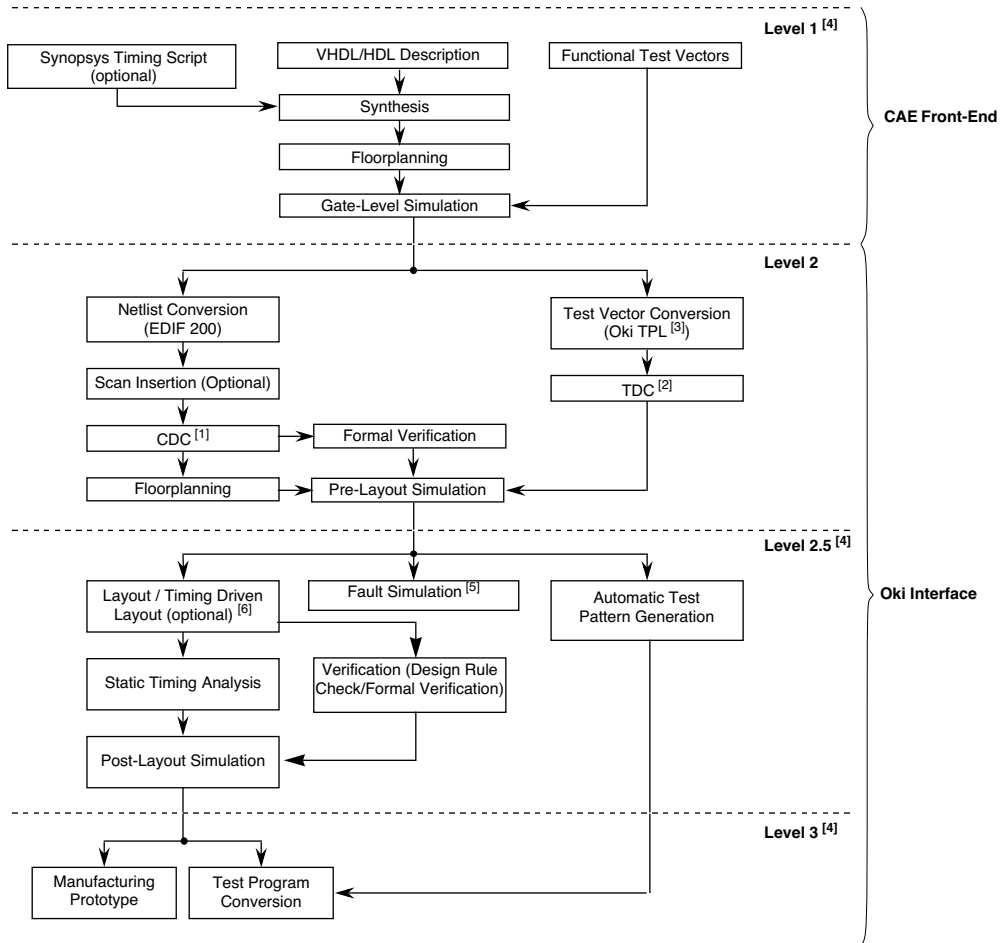 Level 1 [4]
Synopsys Timing Script
(optional)
VHDL/HDL Description
Functional Test Vectors
Synthesis
CAE Front-End
Floorplanning
Gate-Level Simulation
Level 2
Netlist Conversion
(EDIF 200)
Test Vector Conversion
(Oki TPL [3])
Scan Insertion (Optional)
TDC [2]
CDC [1]
Formal Verification
Floorplanning
Pre-Layout Simulation
Level 2.5 [4]
Layout / Timing Driven
Layout (optional) [6]
Fault Simulation [5]
Automatic Test
Pattern Generation
Oki Interface
Static Timing Analysis
Verification (Design Rule
Check/Formal Verification)
Post-Layout Simulation
Level 3 [4]
Manufacturing
Prototype
Test Program
Conversion